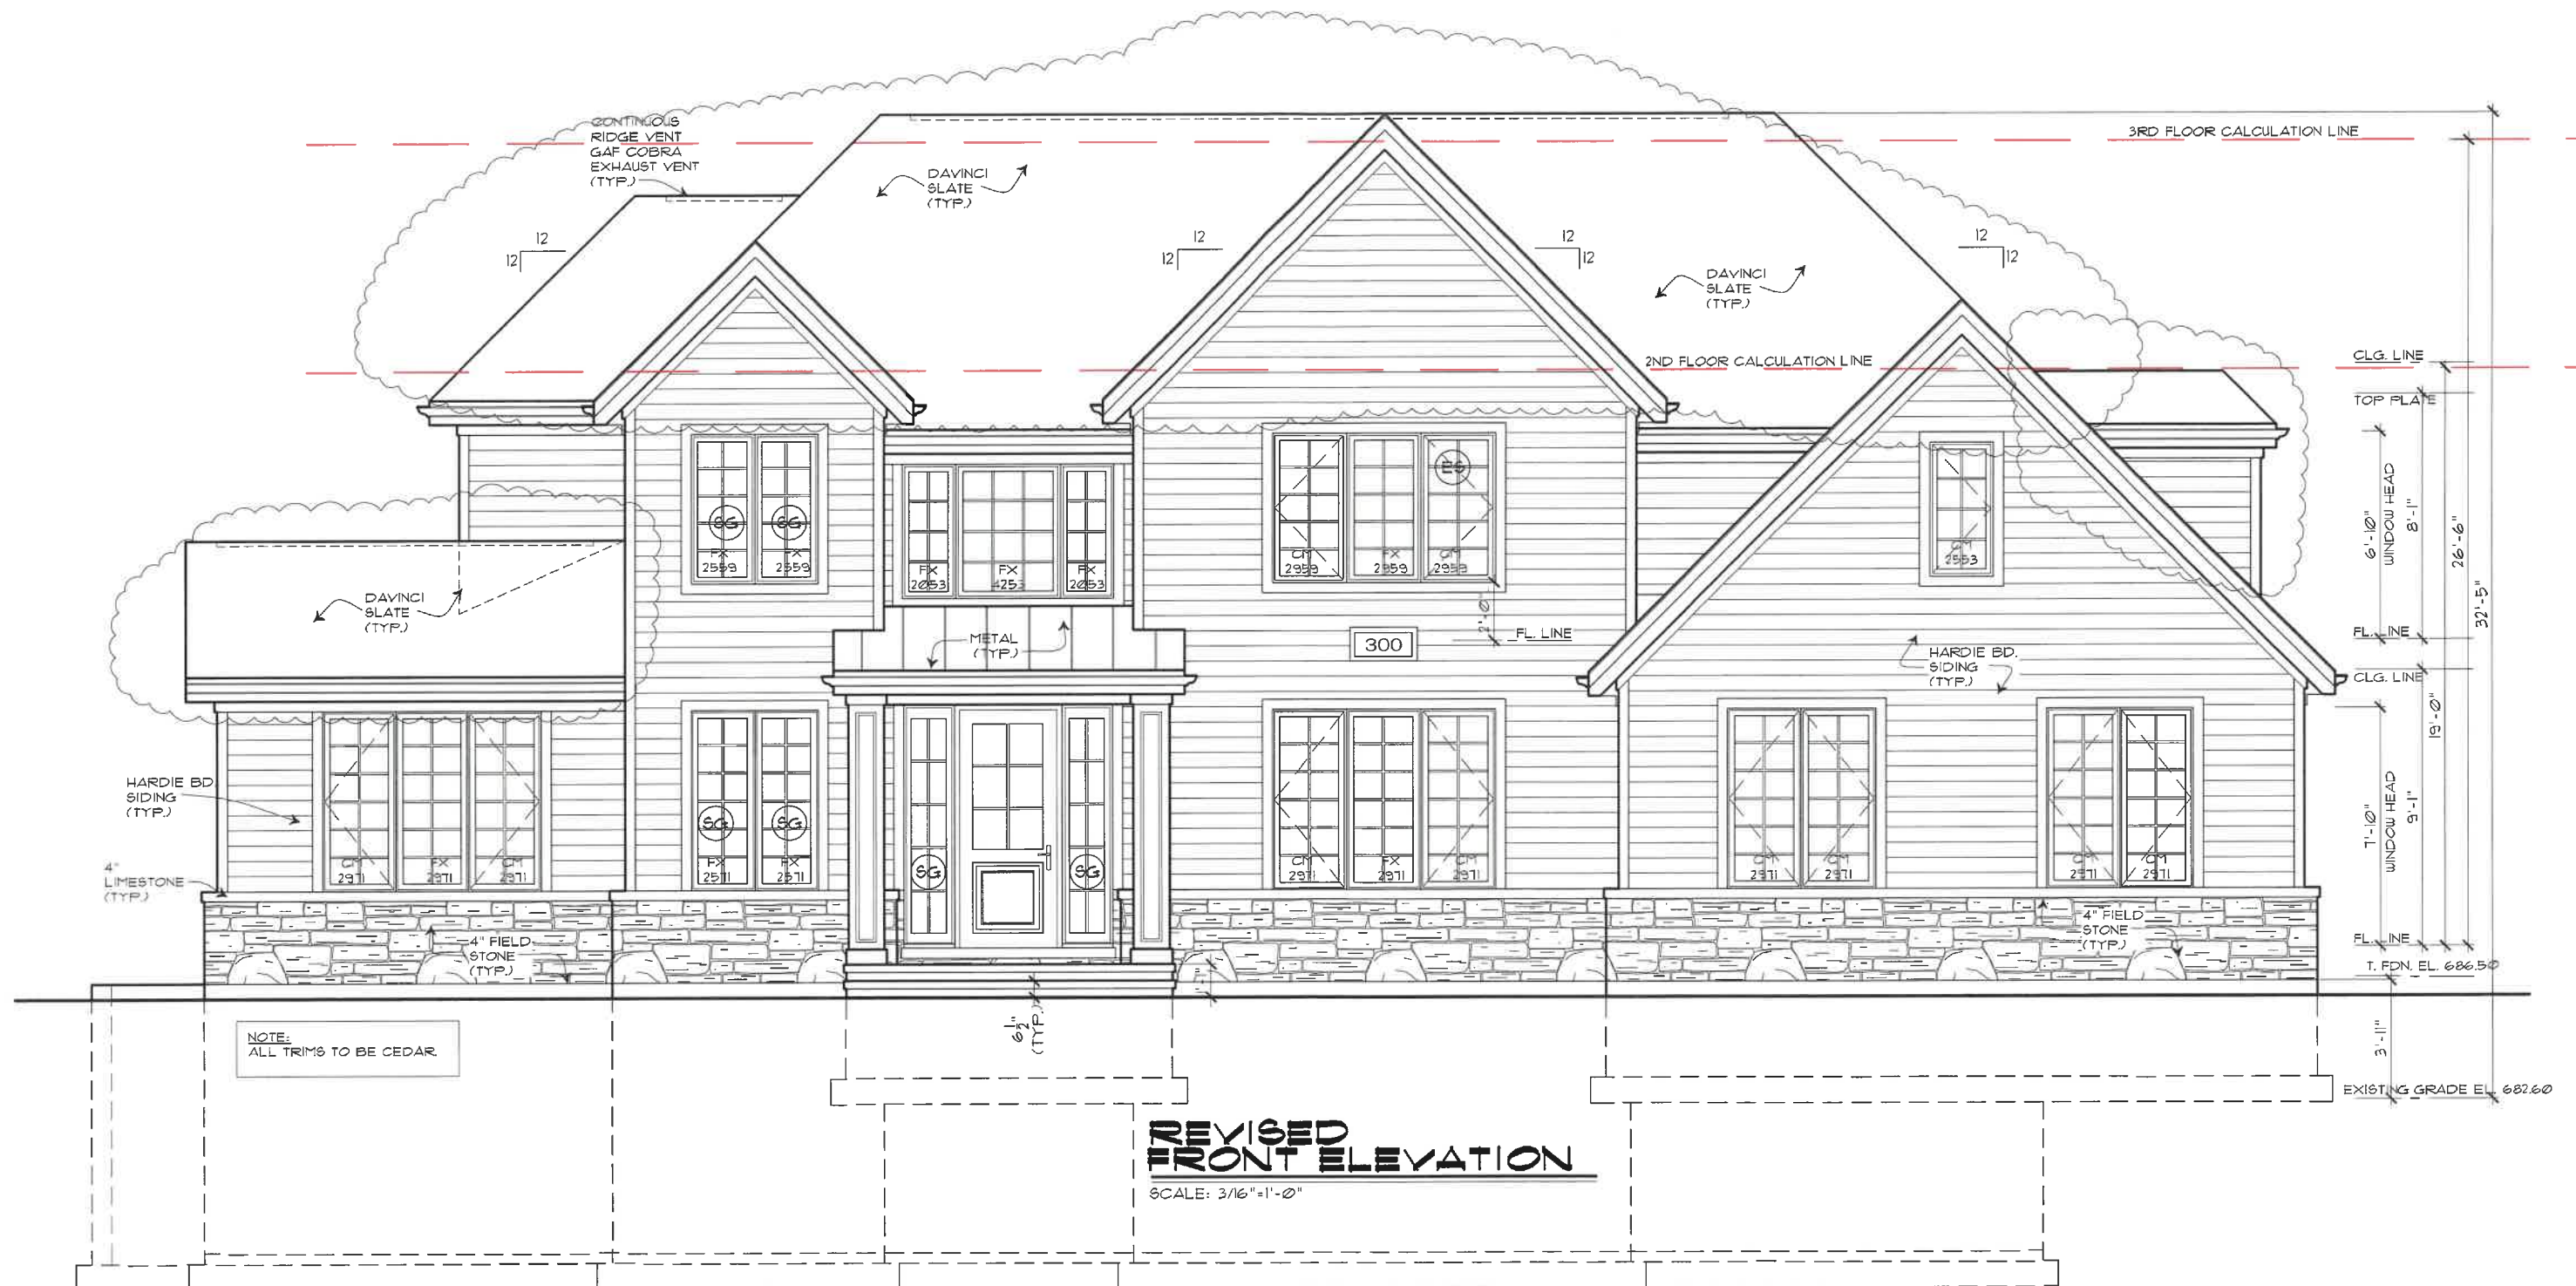 CONTINUOUS
RIDGE VENT
GAF COBRA
EXHAUST VENT
(TYP.)
3RD FLOOR CALCULATION LINE
DAVINCI
SLATE
(TYP.)
12
12
12
12
12
12
12
12
DAVINCI
SLATE
(TYP.)
2ND FLOOR CALCULATION LINE
CLG. LINE
TOP PLATE
ES
SG
SG
FX
2559
FX
2559
FX
2053
FX
4253
FX
2053
CM
2959
FX
2959
CM
2959
CM
2553
6'-10"
WINDOW HEAD
8'-1"
26'-6"
32'-5"
DAVINCI
SLATE
(TYP.)
METAL
(TYP.)
2'-0"
FL. LINE
300
FL. LINE
HARDIE BD.
SIDING
(TYP.)
CLG. LINE
19'-0"
7'-10"
WINDOW HEAD
9'-1"
HARDIE BD.
SIDING
(TYP.)
SG
SG
SG
SG
CM
2971
FX
2971
CM
2971
FX
2571
FX
2571
CM
2971
FX
2971
CM
2971
CM
2971
CM
2971
CM
2971
CM
2971
4"
LIMESTONE
(TYP.)
4" FIELD
STONE
(TYP.)
4" FIELD
STONE
(TYP.)
FL. LINE
T. FDN. EL. 686.50
6 1/2"
(TYP.)
NOTE:
ALL TRIMS TO BE CEDAR.
3'-11"
EXISTING GRADE EL. 682.60
REVISED
FRONT ELEVATION
SCALE: 3/16"=1'-0"